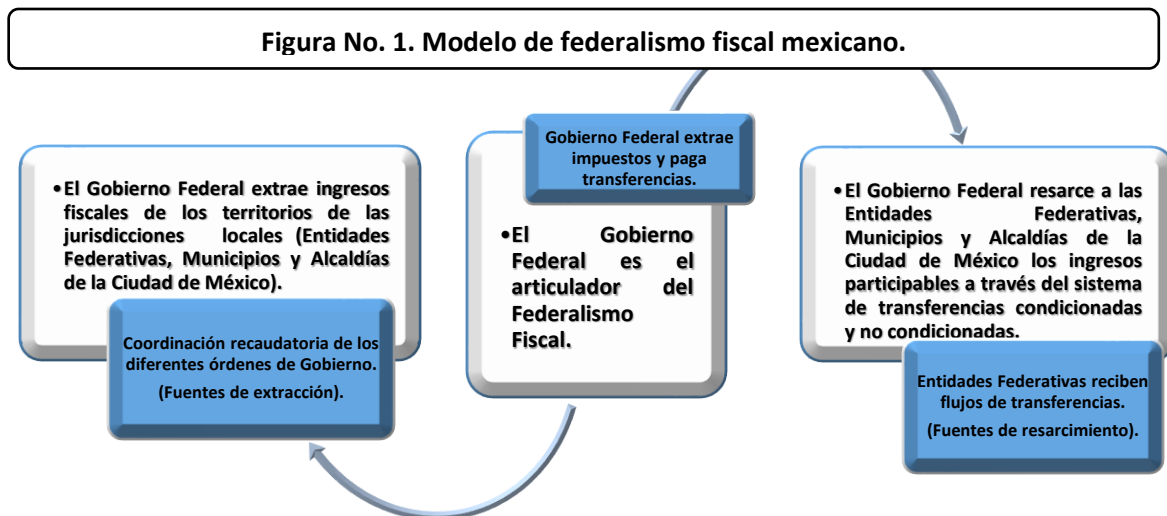 Figura No. 1. Modelo de federalismo fiscal mexicano.
•El Gobierno Federal extrae ingresos
fiscales de los territorios de las
jurisdicciones locales (Entidades
Federativas, Municipios y Alcaldías
de la Ciudad de México).
Coordinación recaudatoria de los
diferentes órdenes de Gobierno.
(Fuentes de extracción).
Gobierno Federal extrae
impuestos y paga
transferencias.
•El Gobierno
Federal es el
articulador del
Federalismo
Fiscal.
•El Gobierno Federal resarce a las
Entidades Federativas,
Municipios y Alcaldías de la
Ciudad de México los ingresos
participables a través del sistema
de transferencias condicionadas
y no condicionadas.
Entidades Federativas reciben
flujos de transferencias.
(Fuentes de resarcimiento).